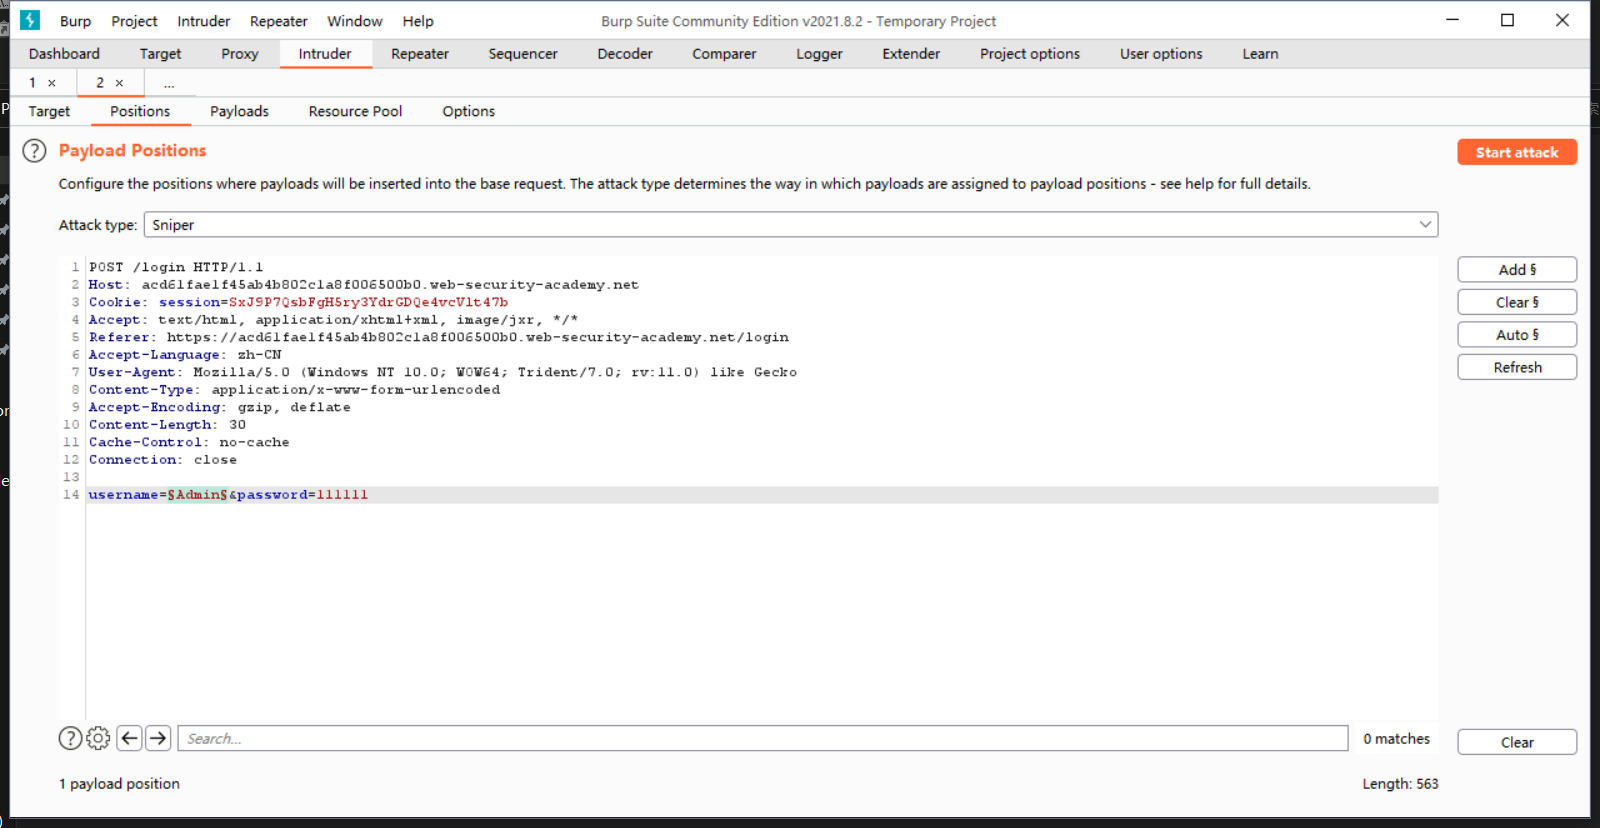 Burp Project Intruder Repeater Window Help Burp Suite Community Edition v2021.8.2 - Temporary Project
Dashboard Target Proxy Intruder Repeater Sequencer Decoder Comparer Logger Extender Project options User options Learn
1 × 2 × ...
Target Positions Payloads Resource Pool Options
? Payload Positions Start attack
Configure the positions where payloads will be inserted into the base request. The attack type determines the way in which payloads are assigned to payload positions - see help for full details.
Attack type: Sniper
Add §
Clear §
Auto §
Refresh
1 POST /login HTTP/1.1
2 Host: acd61fae1f45ab4b802c1a8f006500b0.web-security-academy.net
3 Cookie: session=SxJ9P7QsbFgH5ry3YdrGDQe4vcVlt47b
4 Accept: text/html, application/xhtml+xml, image/jxr, */*
5 Referer: https://acd61fae1f45ab4b802c1a8f006500b0.web-security-academy.net/login
6 Accept-Language: zh-CN
7 User-Agent: Mozilla/5.0 (Windows NT 10.0; WOW64; Trident/7.0; rv:11.0) like Gecko
8 Content-Type: application/x-www-form-urlencoded
9 Accept-Encoding: gzip, deflate
10 Content-Length: 30
11 Cache-Control: no-cache
12 Connection: close
13
14 username=§Admin§&password=111111
? Search... 0 matches Clear
1 payload position Length: 563